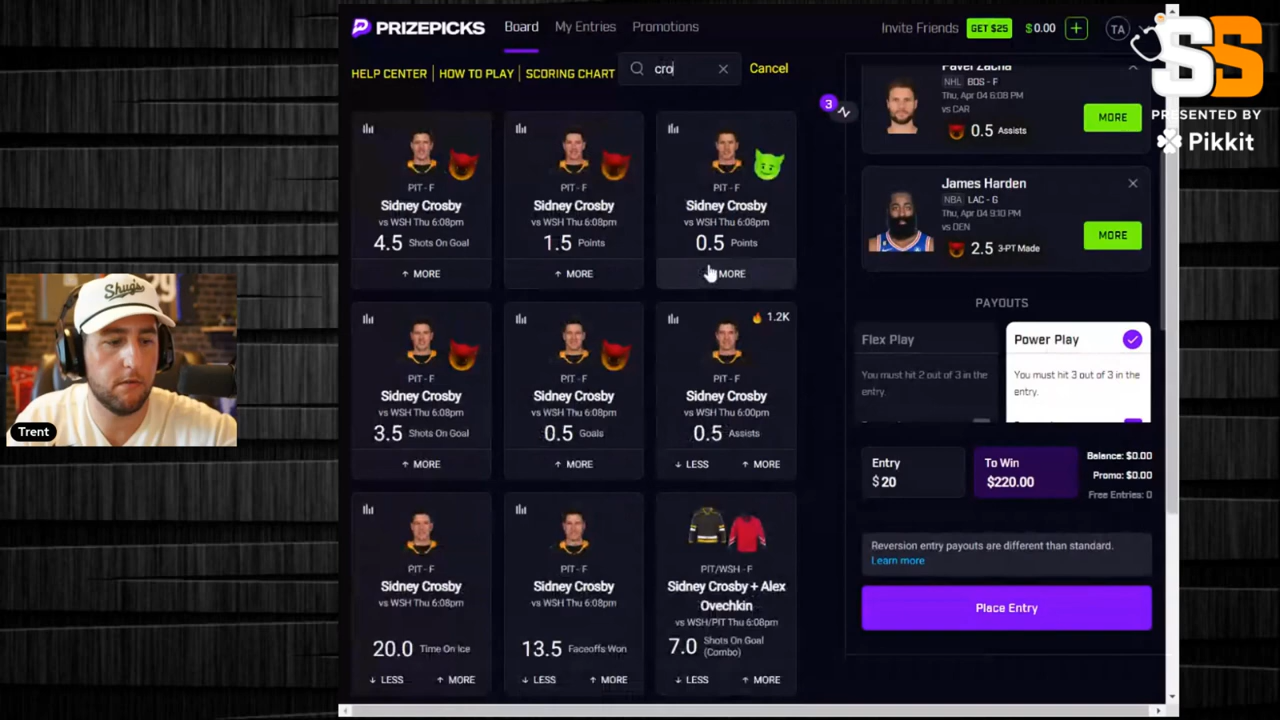 PRIZEPICKS Board My Entries Promotions Invite Friends GET $25 $0.00 + TA
HELP CENTER | HOW TO PLAY | SCORING CHART cro Cancel
SS
PRESENTED BY
Pikkit
Shug's
Trent
PIT - F
Sidney Crosby
vs WSH Thu 6:08pm
4.5 Shots On Goal
↑ MORE
PIT - F
Sidney Crosby
vs WSH Thu 6:08pm
1.5 Points
↑ MORE
PIT - F
Sidney Crosby
vs WSH Thu 6:08pm
0.5 Points
MORE
PIT - F
Sidney Crosby
vs WSH Thu 6:08pm
3.5 Shots On Goal
↑ MORE
PIT - F
Sidney Crosby
vs WSH Thu 6:08pm
0.5 Goals
↑ MORE
1.2K
PIT - F
Sidney Crosby
vs WSH Thu 6:00pm
0.5 Assists
↓ LESS ↑ MORE
PIT - F
Sidney Crosby
vs WSH Thu 6:08pm
20.0 Time On Ice
↓ LESS ↑ MORE
PIT - F
Sidney Crosby
vs WSH Thu 6:08pm
13.5 Faceoffs Won
↓ LESS ↑ MORE
PIT/WSH - F
Sidney Crosby + Alex
Ovechkin
vs WSH/PIT Thu 6:08pm
7.0 Shots On Goal
(Combo)
↓ LESS ↑ MORE
3
Pavel Zacha
NHL BOS - F
Thu, Apr 04 6:08 PM
vs CAR
0.5 Assists
MORE
James Harden
NBA LAC - G
Thu, Apr 04 9:10 PM
vs DEN
2.5 3-PT Made
MORE
PAYOUTS
Flex Play
You must hit 2 out of 3 in the
entry.
Power Play
You must hit 3 out of 3 in the
entry.
Entry
$ 20
To Win
$220.00
Balance: $0.00
Promo: $0.00
Free Entries: 0
Reversion entry payouts are different than standard.
Learn more
Place Entry